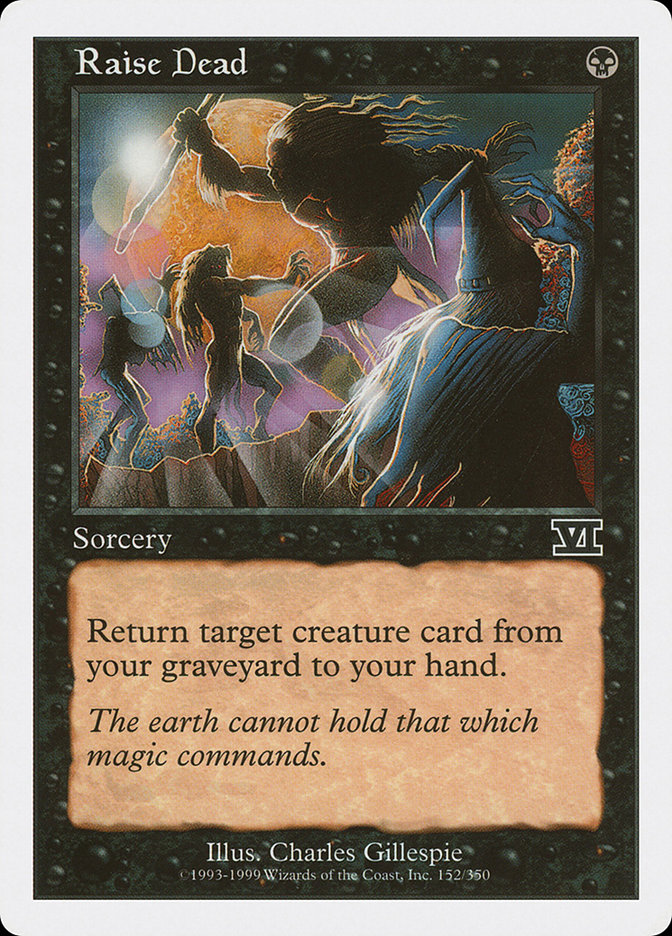 Raise Dead
Sorcery
VI
Return target creature card from
your graveyard to your hand.
The earth cannot hold that which
magic commands.
Illus. Charles Gillespie
©1993-1999 Wizards of the Coast, Inc. 152/350